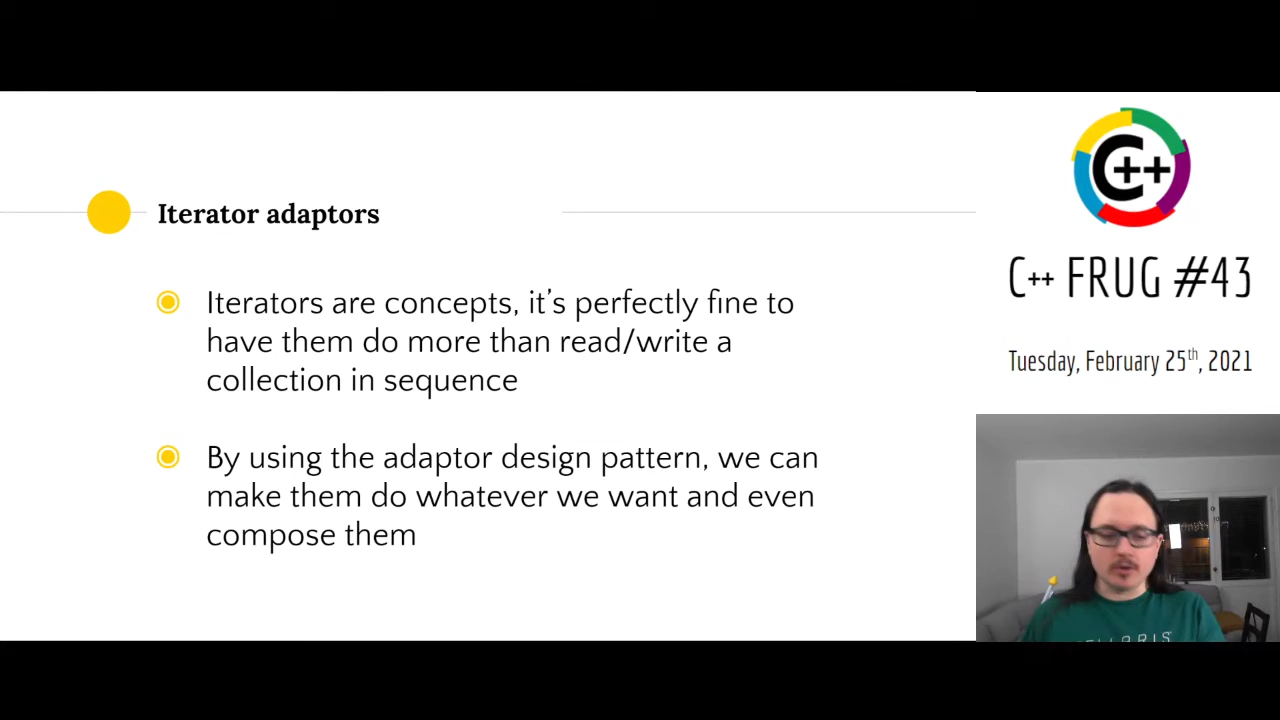 Iterator adaptors
Iterators are concepts, it's perfectly fine to
have them do more than read/write a
collection in sequence
By using the adaptor design pattern, we can
make them do whatever we want and even
compose them
C++
C++ FRUG #43
Tuesday, February 25th, 2021